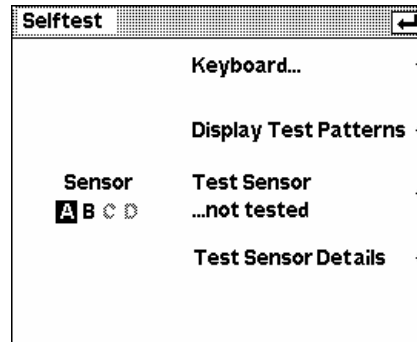 Selftest
Keyboard...
Display Test Patterns
Sensor Test Sensor
A B C D ...not tested
Test Sensor Details